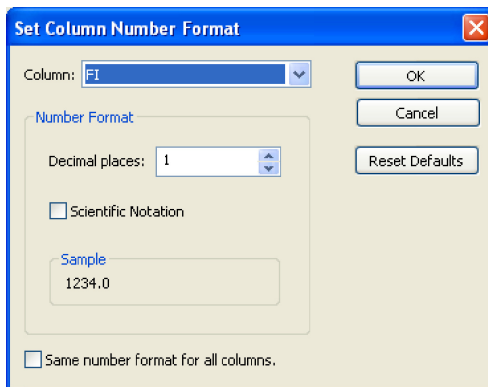 Set Column Number Format
Column: FI
OK
Number Format
Cancel
Decimal places: 1
Reset Defaults
Scientific Notation
Sample
1234.0
Same number format for all columns.